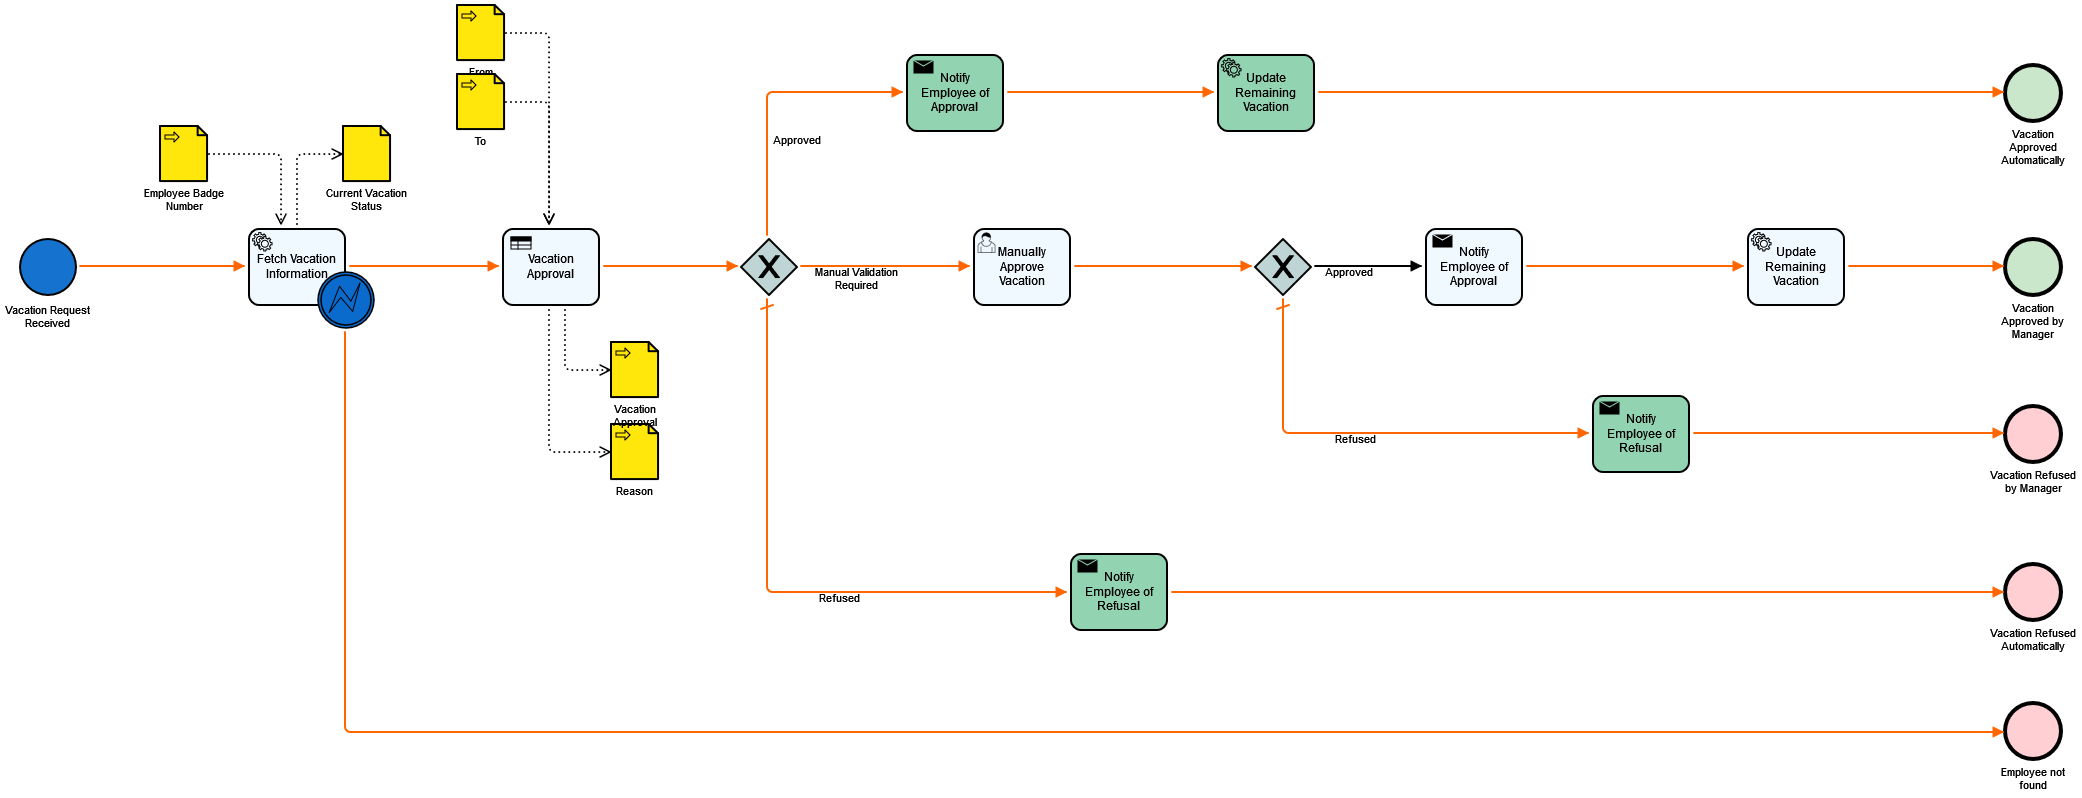 From
To
Employee Badge
Number
Current Vacation
Status
Vacation Request
Received
Fetch Vacation
Information
Vacation
Approval
Vacation
Approval
Reason
Approved
Notify
Employee of
Approval
Update
Remaining
Vacation
Vacation
Approved
Automatically
X
Manual Validation
Required
Manually
Approve
Vacation
X
Approved
Notify
Employee of
Approval
Update
Remaining
Vacation
Vacation
Approved by
Manager
Refused
Notify
Employee of
Refusal
Vacation Refused
by Manager
Refused
Notify
Employee of
Refusal
Vacation Refused
Automatically
Employee not
found